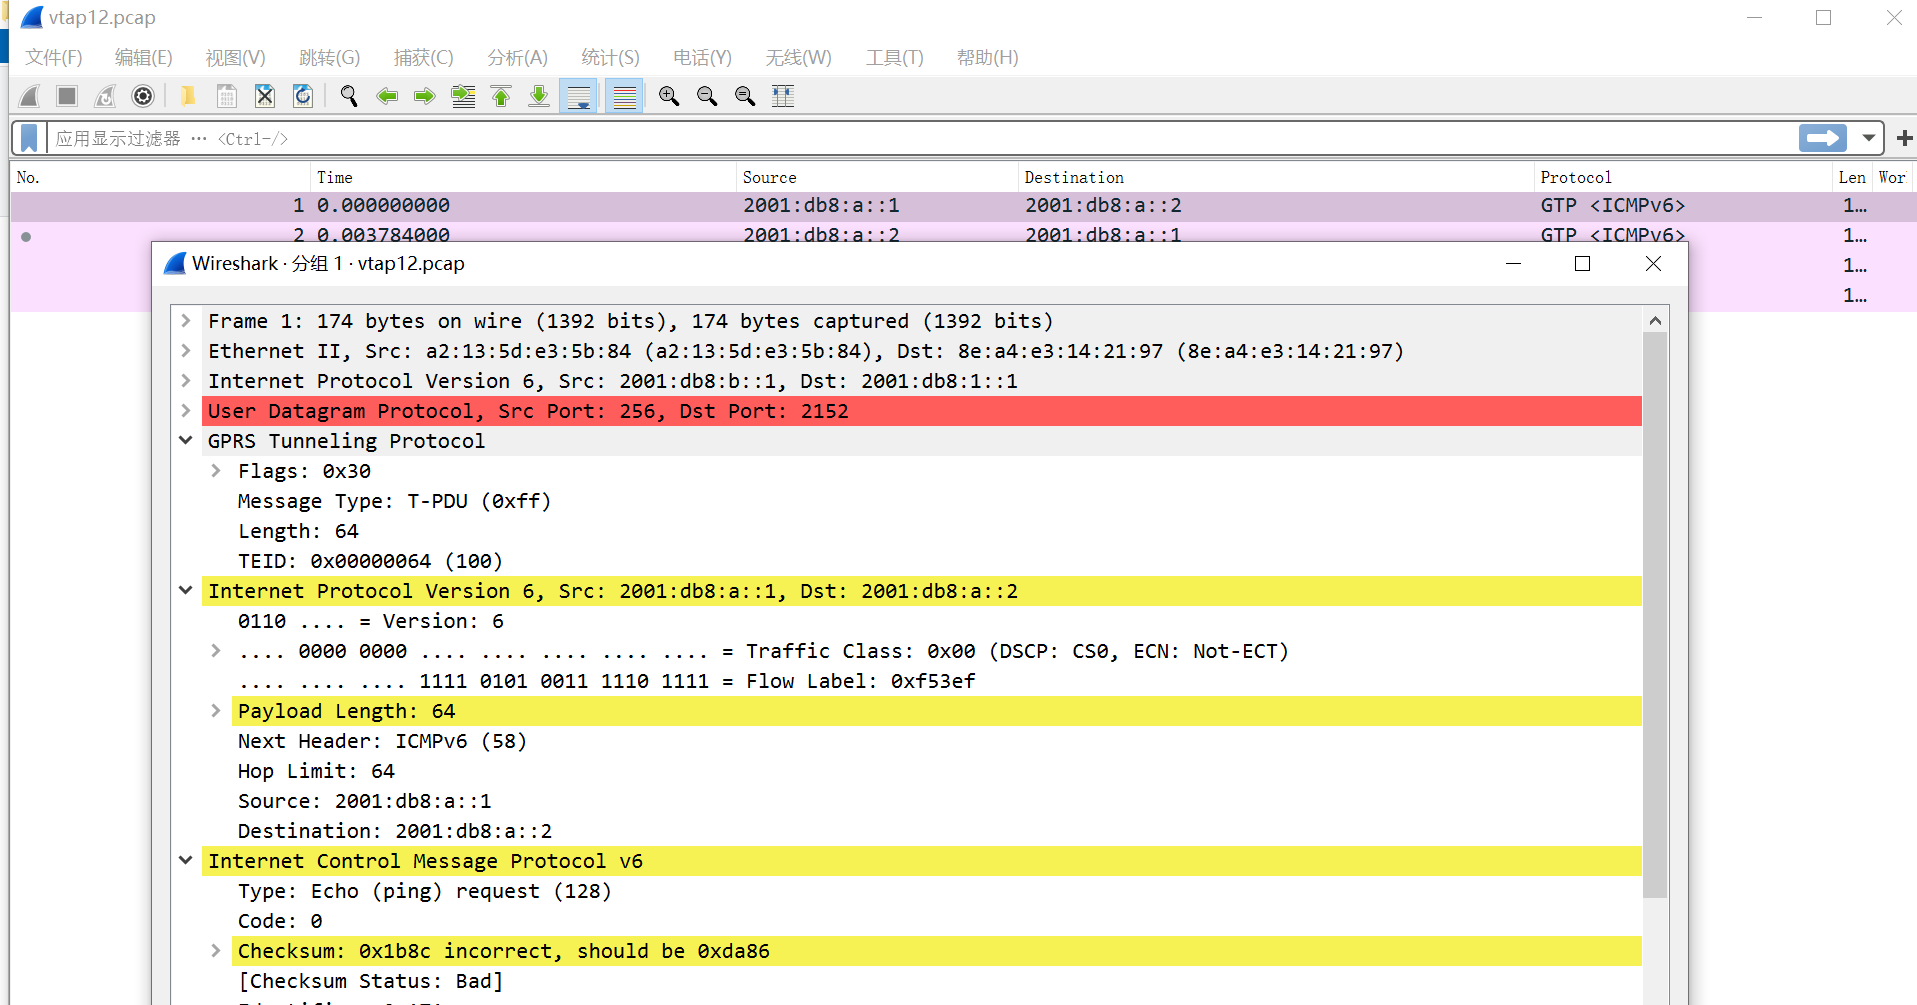 vtap12.pcap
文件(F) 编辑(E) 视图(V) 跳转(G) 捕获(C) 分析(A) 统计(S) 电话(Y) 无线(W) 工具(T) 帮助(H)
应用显示过滤器 … <Ctrl-/>
No. Time Source Destination Protocol Len Wor
1 0.000000000 2001:db8:a::1 2001:db8:a::2 GTP <ICMPv6> 1…
2 0.003784000 2001:db8:a::2 2001:db8:a::1 GTP <ICMPv6> 1…
1…
1…
Wireshark · 分组 1 · vtap12.pcap
Frame 1: 174 bytes on wire (1392 bits), 174 bytes captured (1392 bits)
Ethernet II, Src: a2:13:5d:e3:5b:84 (a2:13:5d:e3:5b:84), Dst: 8e:a4:e3:14:21:97 (8e:a4:e3:14:21:97)
Internet Protocol Version 6, Src: 2001:db8:b::1, Dst: 2001:db8:1::1
User Datagram Protocol, Src Port: 256, Dst Port: 2152
GPRS Tunneling Protocol
Flags: 0x30
Message Type: T-PDU (0xff)
Length: 64
TEID: 0x00000064 (100)
Internet Protocol Version 6, Src: 2001:db8:a::1, Dst: 2001:db8:a::2
0110 .... = Version: 6
.... 0000 0000 .... .... .... .... .... = Traffic Class: 0x00 (DSCP: CS0, ECN: Not-ECT)
.... .... .... 1111 0101 0011 1110 1111 = Flow Label: 0xf53ef
Payload Length: 64
Next Header: ICMPv6 (58)
Hop Limit: 64
Source: 2001:db8:a::1
Destination: 2001:db8:a::2
Internet Control Message Protocol v6
Type: Echo (ping) request (128)
Code: 0
Checksum: 0x1b8c incorrect, should be 0xda86
[Checksum Status: Bad]